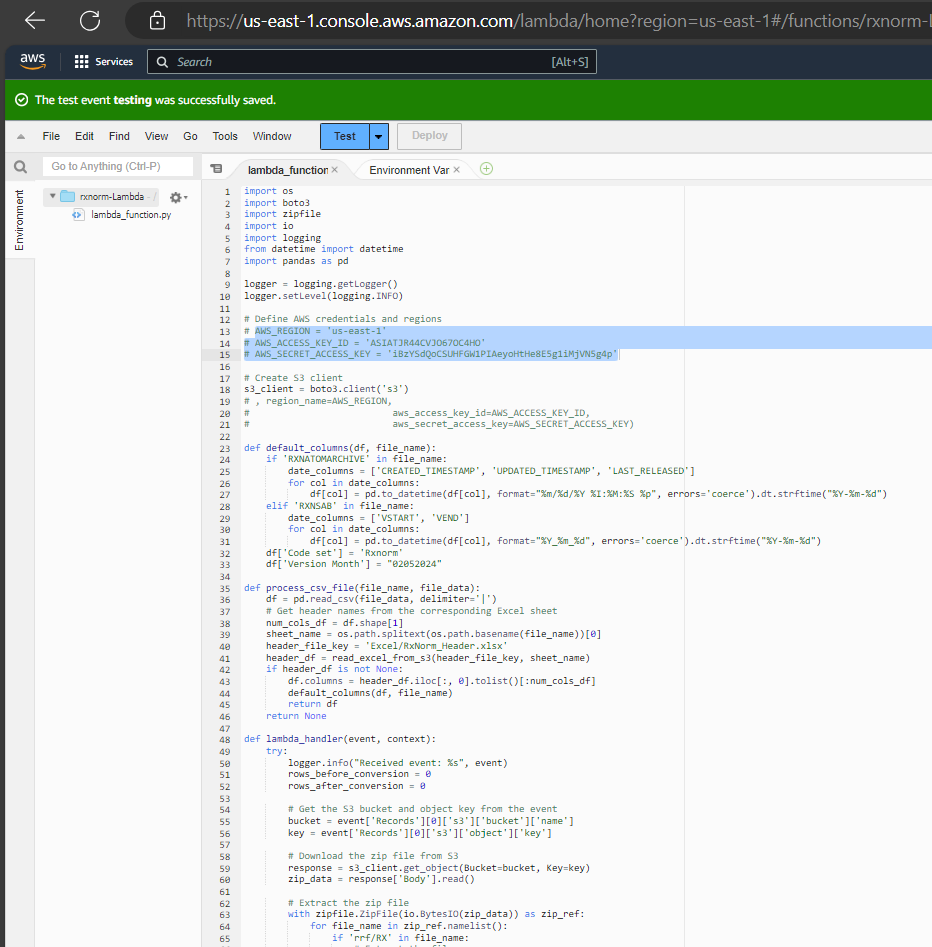 https://us-east-1.console.aws.amazon.com/lambda/home?region=us-east-1#/functions/rxnorm-
aws
Services
Search
[Alt+S]
The test event testing was successfully saved.
File Edit Find View Go Tools Window Test Deploy
Go to Anything (Ctrl-P)
lambda_function
Environment Var
Environment
rxnorm-Lambda - /
lambda_function.py
1 import os
2 import boto3
3 import zipfile
4 import io
5 import logging
6 from datetime import datetime
7 import pandas as pd
8
9 logger = logging.getLogger()
10 logger.setLevel(logging.INFO)
11
12 # Define AWS credentials and regions
13 # AWS_REGION = 'us-east-1'
14 # AWS_ACCESS_KEY_ID =
15 # AWS_SECRET_ACCESS_KEY =
16
17 # Create S3 client
18 s3_client = boto3.client('s3')
19 # , region_name=AWS_REGION,
20 # aws_access_key_id=AWS_ACCESS_KEY_ID,
21 # aws_secret_access_key=AWS_SECRET_ACCESS_KEY)
22
23 def default_columns(df, file_name):
24 if 'RXNATOMARCHIVE' in file_name:
25 date_columns = ['CREATED_TIMESTAMP', 'UPDATED_TIMESTAMP', 'LAST_RELEASED']
26 for col in date_columns:
27 df[col] = pd.to_datetime(df[col], format="%m/%d/%Y %I:%M:%S %p", errors='coerce').dt.strftime("%Y-%m-%d")
28 elif 'RXNSAB' in file_name:
29 date_columns = ['VSTART', 'VEND']
30 for col in date_columns:
31 df[col] = pd.to_datetime(df[col], format="%Y_%m_%d", errors='coerce').dt.strftime("%Y-%m-%d")
32 df['Code set'] = 'Rxnorm'
33 df['Version Month'] = "02052024"
34
35 def process_csv_file(file_name, file_data):
36 df = pd.read_csv(file_data, delimiter='|')
37 # Get header names from the corresponding Excel sheet
38 num_cols_df = df.shape[1]
39 sheet_name = os.path.splitext(os.path.basename(file_name))[0]
40 header_file_key = 'Excel/RxNorm_Header.xlsx'
41 header_df = read_excel_from_s3(header_file_key, sheet_name)
42 if header_df is not None:
43 df.columns = header_df.iloc[:, 0].tolist()[:num_cols_df]
44 default_columns(df, file_name)
45 return df
46 return None
47
48 def lambda_handler(event, context):
49 try:
50 logger.info("Received event: %s", event)
51 rows_before_conversion = 0
52 rows_after_conversion = 0
53
54 # Get the S3 bucket and object key from the event
55 bucket = event['Records'][0]['s3']['bucket']['name']
56 key = event['Records'][0]['s3']['object']['key']
57
58 # Download the zip file from S3
59 response = s3_client.get_object(Bucket=bucket, Key=key)
60 zip_data = response['Body'].read()
61
62 # Extract the zip file
63 with zipfile.ZipFile(io.BytesIO(zip_data)) as zip_ref:
64 for file_name in zip_ref.namelist():
65 if 'rrf/RX' in file_name: